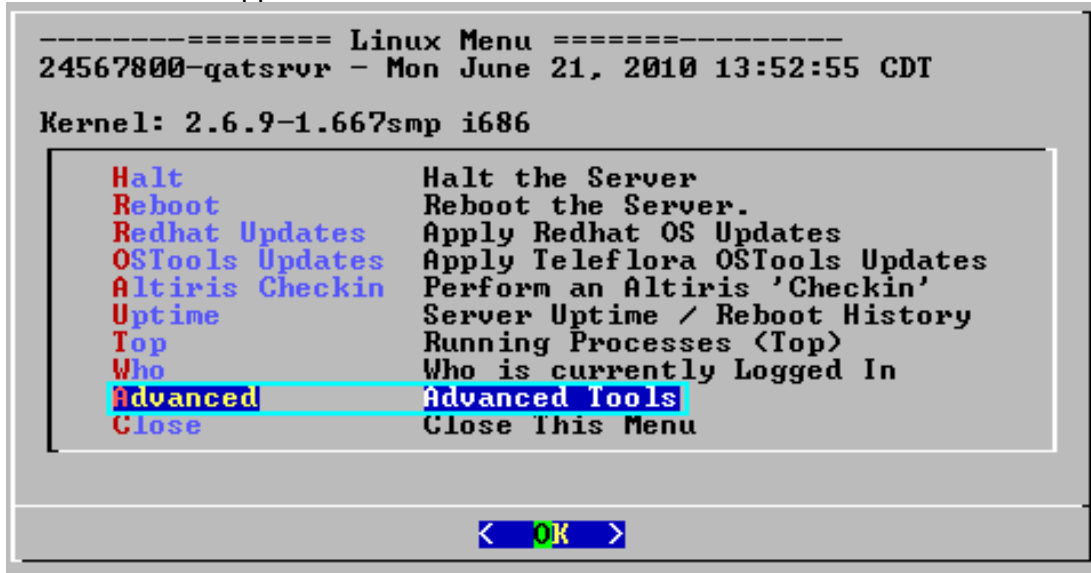 --------======== Linux Menu =======---------
24567800-qatsrvr - Mon June 21, 2010 13:52:55 CDT
Kernel: 2.6.9-1.667smp i686
Halt Halt the Server
Reboot Reboot the Server.
Redhat Updates Apply Redhat OS Updates
OSTools Updates Apply Teleflora OSTools Updates
Altiris Checkin Perform an Altiris 'Checkin'
Uptime Server Uptime / Reboot History
Top Running Processes (Top)
Who Who is currently Logged In
Advanced Advanced Tools
Close Close This Menu
< OK >